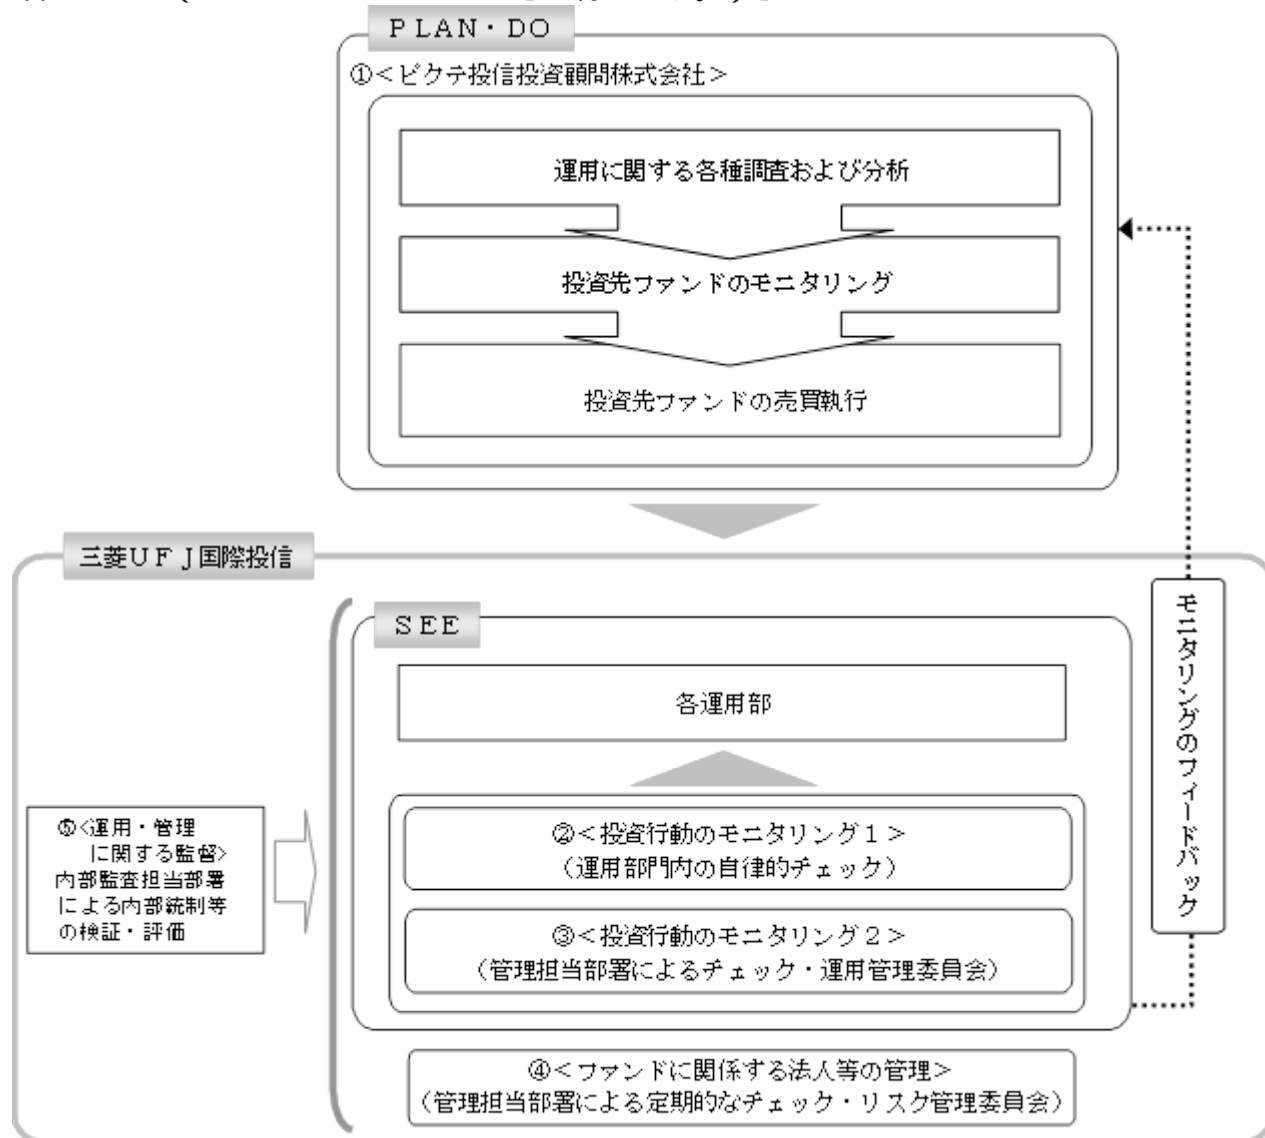 PLAN・DO
①<ピクテ投信投資顧問株式会社>
運用に関する各種調査および分析
投資先ファンドのモニタリング
投資先ファンドの売買執行
三菱UFJ国際投信
SEE
各運用部
②<投資行動のモニタリング1>
(運用部門内の自律的チェック)
③<投資行動のモニタリング2>
(管理担当部署によるチェック・運用管理委員会)
④<ファンドに関係する法人等の管理>
(管理担当部署による定期的なチェック・リスク管理委員会)
⑤<運用・管理
に関する監督>
内部監査担当部署
による内部統制等
の検証・評価
モニタリングのフィードバック